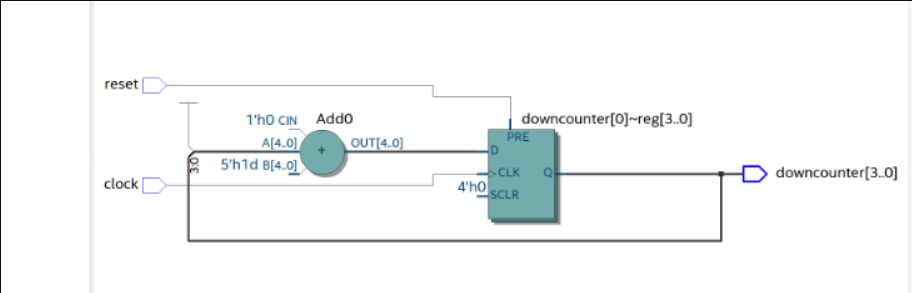 reset
1'h0 CIN
Add0
downcounter[0]~reg[3..0]
PRE
A[4..0]
OUT[4..0]
D
3:0
5'h1d B[4..0]
clock
>CLK
Q
downcounter[3..0]
4'h0
SCLR
+